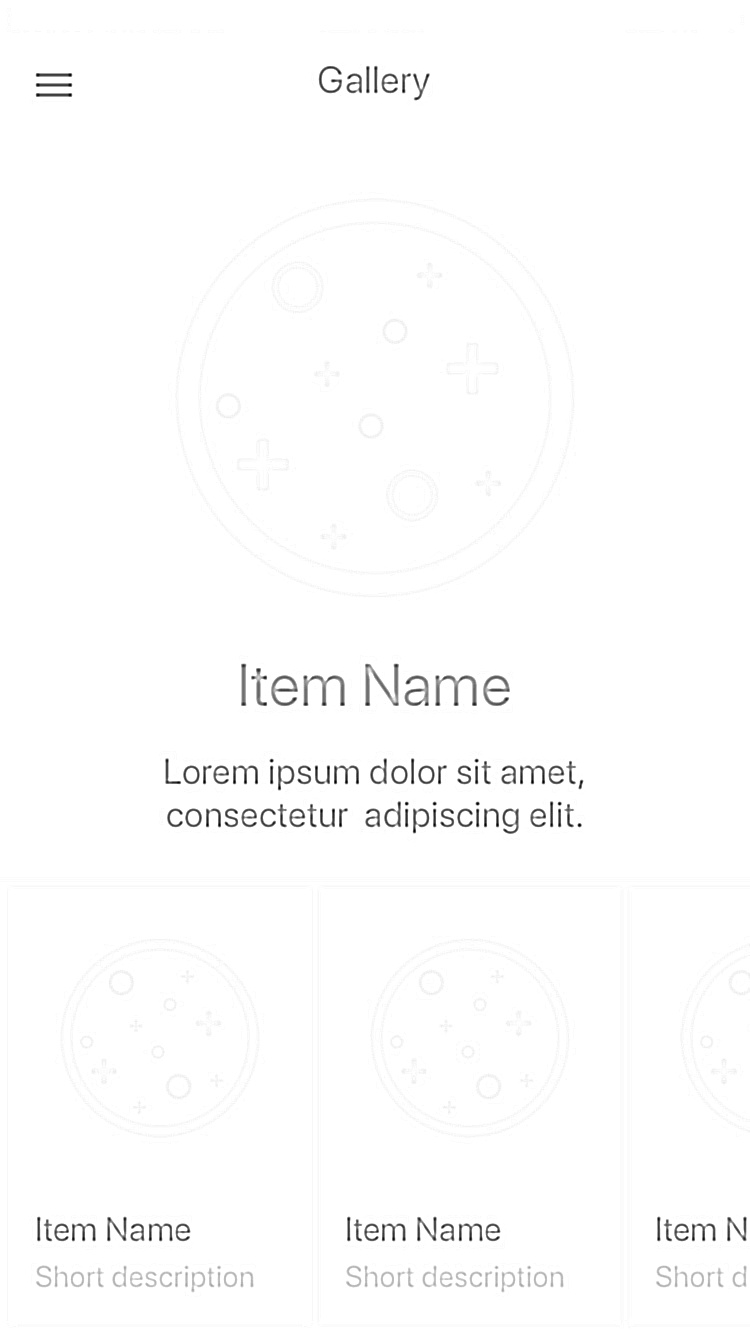 Gallery
Item Name
Lorem ipsum dolor sit amet,
consectetur  adipiscing elit.
Item Name
Short description
Item Name
Short description
Item N
Short d